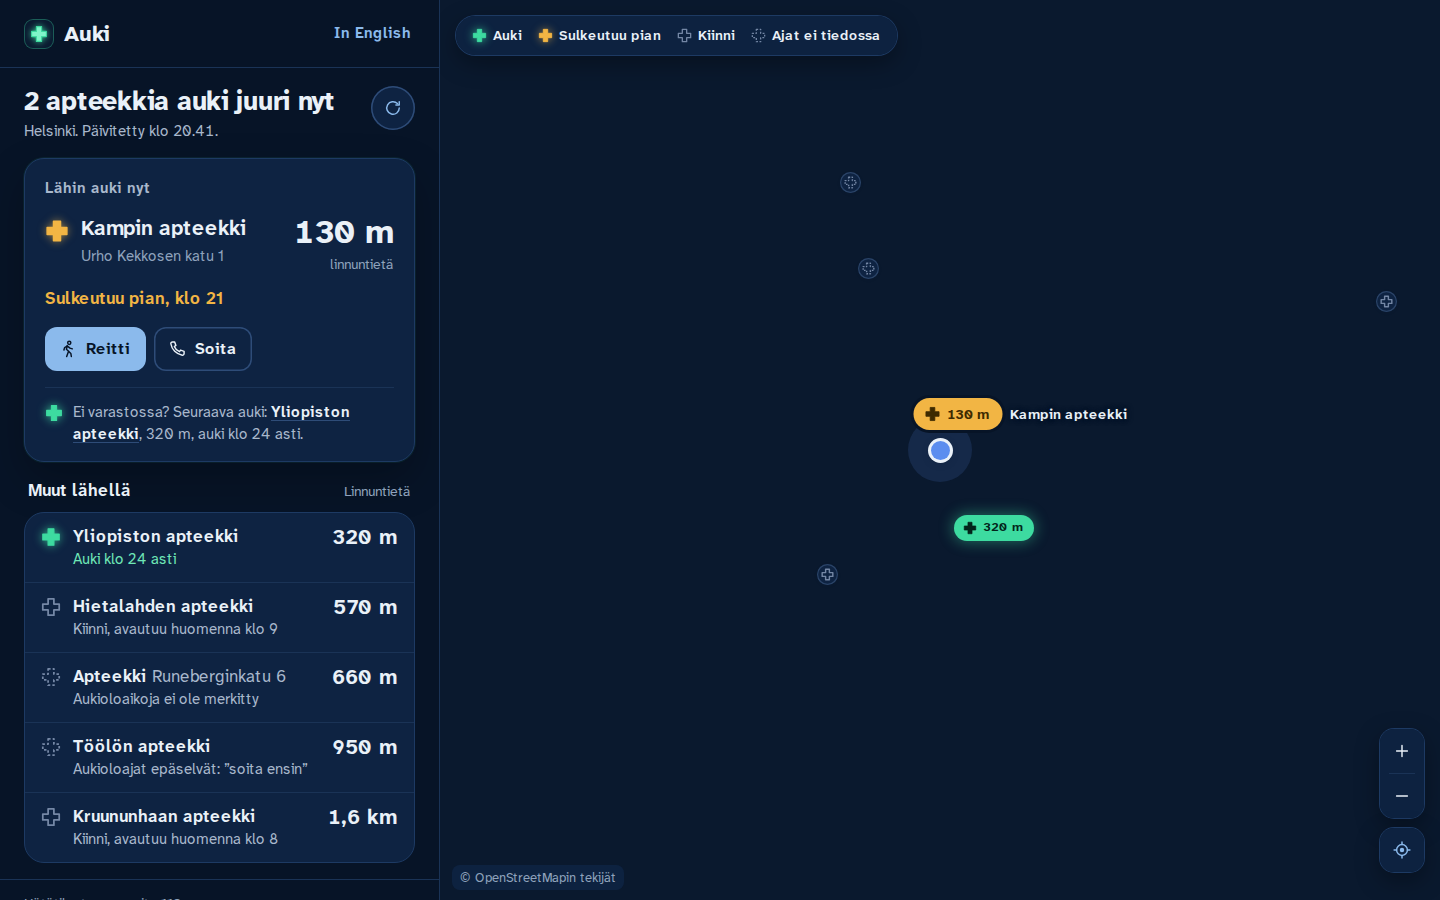 Auki
In English
2 apteekkia auki juuri nyt
Helsinki. Päivitetty klo 20.41.
Lähin auki nyt
Kampin apteekki
130 m
Urho Kekkosen katu 1
linnuntietä
Sulkeutuu pian, klo 21
Reitti
Soita
Ei varastossa? Seuraava auki: Yliopiston
apteekki, 320 m, auki klo 24 asti.
Muut lähellä
Linnuntietä
Yliopiston apteekki
320 m
Auki klo 24 asti
Hietalahden apteekki
570 m
Kiinni, avautuu huomenna klo 9
Apteekki Runeberginkatu 6
660 m
Aukioloaikoja ei ole merkitty
Töölön apteekki
950 m
Aukioloajat epäselvät: ”soita ensin”
Kruununhaan apteekki
1,6 km
Kiinni, avautuu huomenna klo 8
Auki
Sulkeutuu pian
Kiinni
Ajat ei tiedossa
130 m
Kampin apteekki
320 m
© OpenStreetMapin tekijät